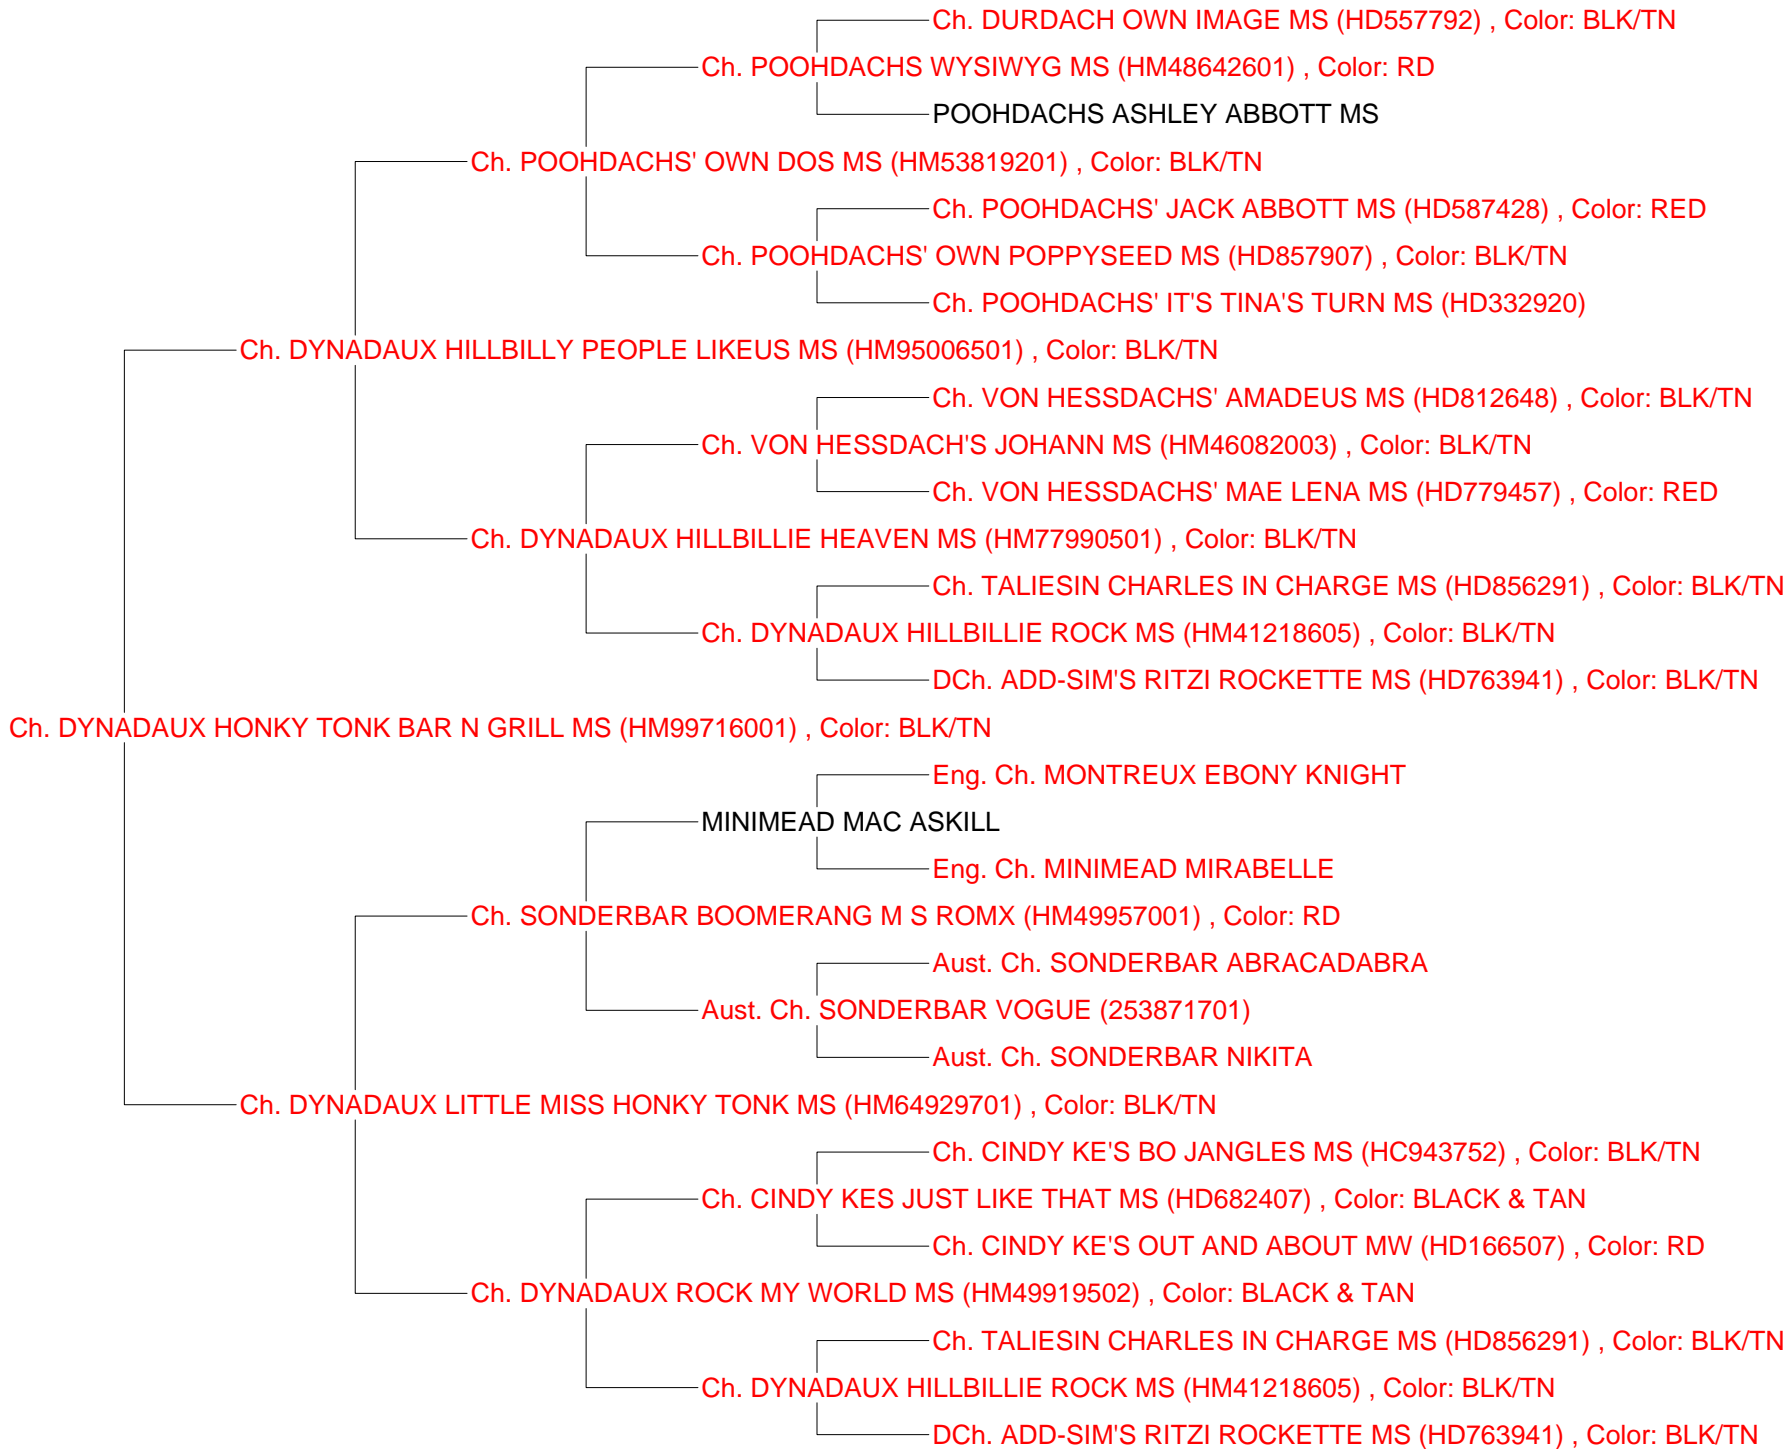 Ch. DURDACH OWN IMAGE MS (HD557792) , Color: BLK/TN
Ch. POOHDACHS WYSIWYG MS (HM48642601) , Color: RD
POOHDACHS ASHLEY ABBOTT MS
Ch. POOHDACHS' OWN DOS MS (HM53819201) , Color: BLK/TN
Ch. POOHDACHS' JACK ABBOTT MS (HD587428) , Color: RED
Ch. POOHDACHS' OWN POPPYSEED MS (HD857907) , Color: BLK/TN
Ch. POOHDACHS' IT'S TINA'S TURN MS (HD332920)
Ch. DYNADAUX HILLBILLY PEOPLE LIKEUS MS (HM95006501) , Color: BLK/TN
Ch. VON HESSDACHS' AMADEUS MS (HD812648) , Color: BLK/TN
Ch. VON HESSDACH'S JOHANN MS (HM46082003) , Color: BLK/TN
Ch. VON HESSDACHS' MAE LENA MS (HD779457) , Color: RED
Ch. DYNADAUX HILLBILLIE HEAVEN MS (HM77990501) , Color: BLK/TN
Ch. TALIESIN CHARLES IN CHARGE MS (HD856291) , Color: BLK/TN
Ch. DYNADAUX HILLBILLIE ROCK MS (HM41218605) , Color: BLK/TN
DCh. ADD-SIM'S RITZI ROCKETTE MS (HD763941) , Color: BLK/TN
Ch. DYNADAUX HONKY TONK BAR N GRILL MS (HM99716001) , Color: BLK/TN
Eng. Ch. MONTREUX EBONY KNIGHT
MINIMEAD MAC ASKILL
Eng. Ch. MINIMEAD MIRABELLE
Ch. SONDERBAR BOOMERANG M S ROMX (HM49957001) , Color: RD
Aust. Ch. SONDERBAR ABRACADABRA
Aust. Ch. SONDERBAR VOGUE (253871701)
Aust. Ch. SONDERBAR NIKITA
Ch. DYNADAUX LITTLE MISS HONKY TONK MS (HM64929701) , Color: BLK/TN
Ch. CINDY KE'S BO JANGLES MS (HC943752) , Color: BLK/TN
Ch. CINDY KES JUST LIKE THAT MS (HD682407) , Color: BLACK & TAN
Ch. CINDY KE'S OUT AND ABOUT MW (HD166507) , Color: RD
Ch. DYNADAUX ROCK MY WORLD MS (HM49919502) , Color: BLACK & TAN
Ch. TALIESIN CHARLES IN CHARGE MS (HD856291) , Color: BLK/TN
Ch. DYNADAUX HILLBILLIE ROCK MS (HM41218605) , Color: BLK/TN
DCh. ADD-SIM'S RITZI ROCKETTE MS (HD763941) , Color: BLK/TN